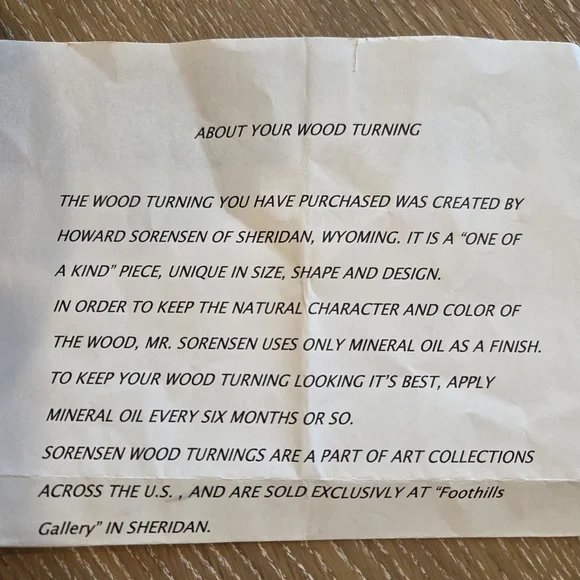 ABOUT YOUR WOOD TURNING
THE WOOD TURNING YOU HAVE PURCHASED WAS CREATED BY
HOWARD SORENSEN OF SHERIDAN, WYOMING. IT IS A “ONE OF
A KIND” PIECE, UNIQUE IN SIZE, SHAPE AND DESIGN.
IN ORDER TO KEEP THE NATURAL CHARACTER AND COLOR OF
THE WOOD, MR. SORENSEN USES ONLY MINERAL OIL AS A FINISH.
TO KEEP YOUR WOOD TURNING LOOKING IT’S BEST, APPLY
MINERAL OIL EVERY SIX MONTHS OR SO.
SORENSEN WOOD TURNINGS ARE A PART OF ART COLLECTIONS
ACROSS THE U.S. , AND ARE SOLD EXCLUSIVLY AT “Foothills
Gallery” IN SHERIDAN.